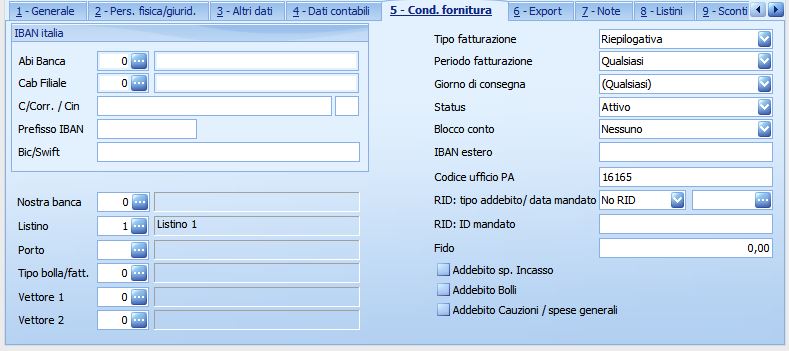 1 - Generale 2 - Pers. fisica/giurid. 3 - Altri dati 4 - Dati contabili 5 - Cond. fornitura 6 - Export 7 - Note 8 - Listini 9 - Sconti
IBAN italia
Abi Banca 0 ...
Cab Filiale 0 ...
C/Corr. / Cin
Prefisso IBAN
Bic/Swift
Nostra banca 0 ...
Listino 1 ... Listino 1
Porto ...
Tipo bolla/fatt. 0 ...
Vettore 1 0 ...
Vettore 2 0 ...
Tipo fatturazione Riepilogativa
Periodo fatturazione Qualsiasi
Giorno di consegna (Qualsiasi)
Status Attivo
Blocco conto Nessuno
IBAN estero
Codice ufficio PA 16165
RID: tipo addebito/ data mandato No RID ...
RID: ID mandato
Fido 0,00
Addebito sp. Incasso
Addebito Bolli
Addebito Cauzioni / spese generali